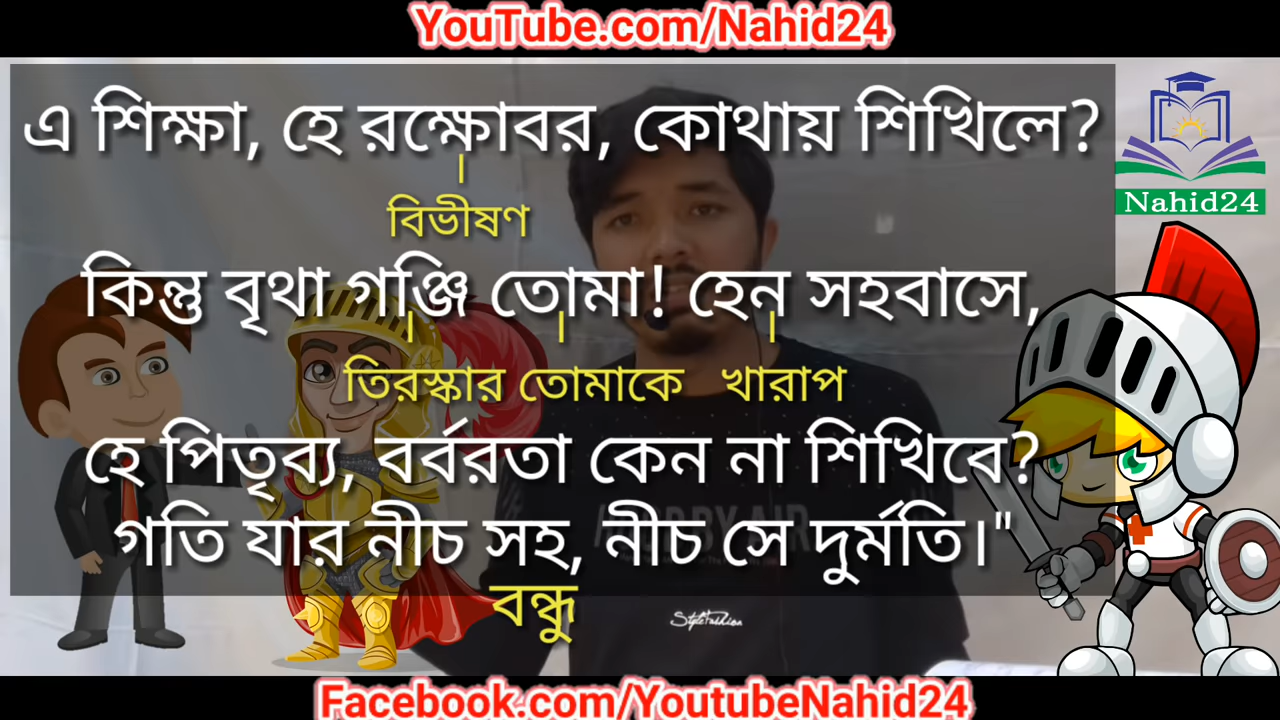 YouTube.com/Nahid24
এ শিক্ষা, হে রক্ষোবর, কোথায় শিখিলে?
বিভীষণ
Nahid24
কিন্তু বৃথা গঞ্জি তোমা! হেন সহবাসে,
তিরস্কার তোমাকে খারাপ
হে পিতৃব্য, বর্বরতা কেন না শিখিবে?
গতি যার নীচ সহ, নীচ সে দুর্মতি।"
বন্ধু
StyleFashion
Facebook.com/YoutubeNahid24